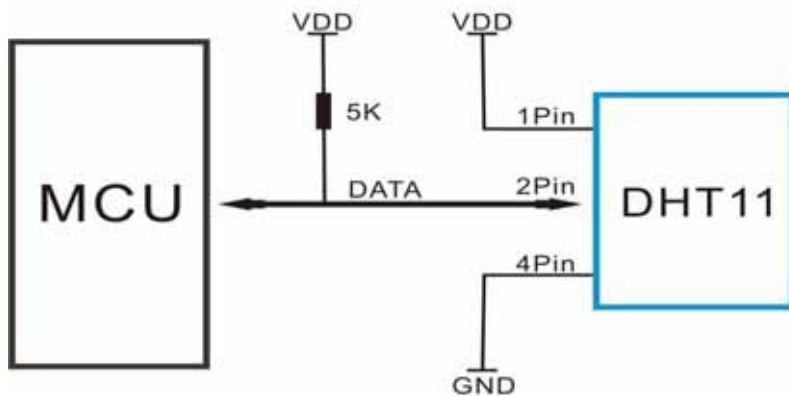 VDD VDD
5K
1Pin
MCU
DATA
2Pin
DHT11
4Pin
GND